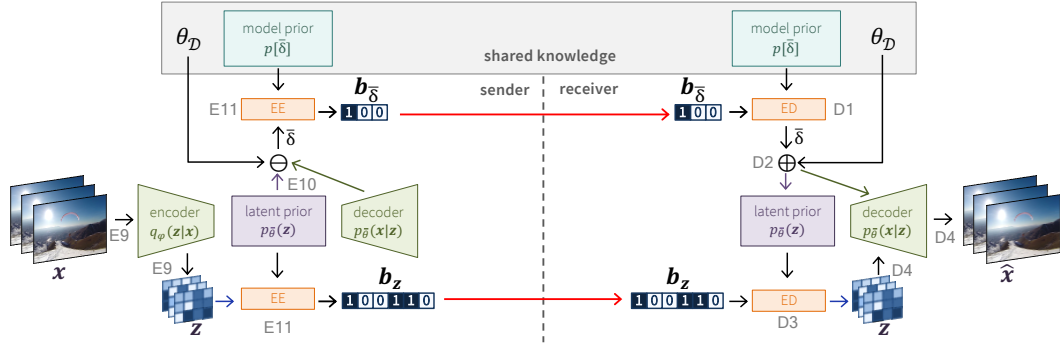 θ_𝒟
model prior
p[δ̄]
model prior
p[δ̄]
θ_𝒟
shared knowledge
sender
receiver
E11
EE
b_δ̄
1 0 0
b_δ̄
1 0 0
ED
D1
δ̄
δ̄
E10
D2
encoder
q_φ(z|x)
latent prior
p_θ̄(z)
decoder
p_θ̄(x|z)
latent prior
p_θ̄(z)
decoder
p_θ̄(x|z)
E9
D4
x
E9
D4
x̂
z
EE
b_z
1 0 0 1 1 0
b_z
1 0 0 1 1 0
ED
z
E11
D3